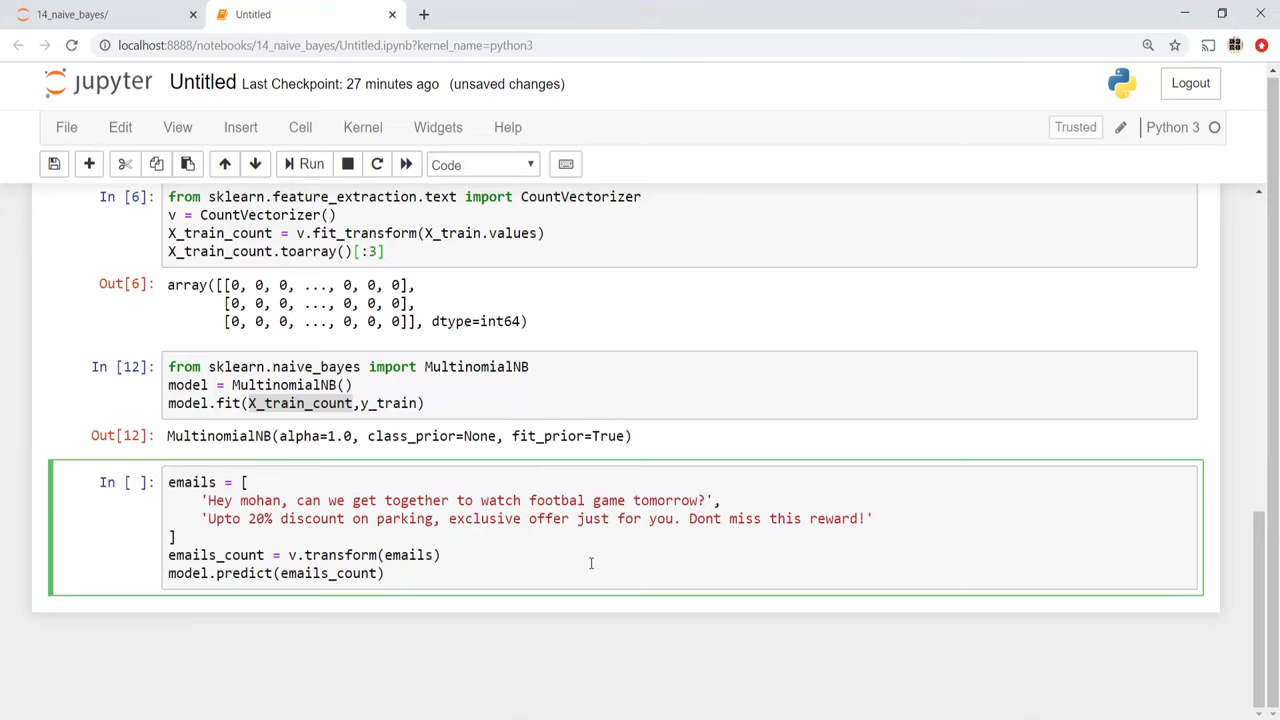 14_naive_bayes/
Untitled
localhost:8888/notebooks/14_naive_bayes/Untitled.ipynb?kernel_name=python3
jupyter Untitled Last Checkpoint: 27 minutes ago (unsaved changes)
Logout
File Edit View Insert Cell Kernel Widgets Help
Trusted Python 3
Run Code
In [6]: from sklearn.feature_extraction.text import CountVectorizer
v = CountVectorizer()
X_train_count = v.fit_transform(X_train.values)
X_train_count.toarray()[:3]
Out[6]: array([[0, 0, 0, ..., 0, 0, 0],
[0, 0, 0, ..., 0, 0, 0],
[0, 0, 0, ..., 0, 0, 0]], dtype=int64)
In [12]: from sklearn.naive_bayes import MultinomialNB
model = MultinomialNB()
model.fit(X_train_count,y_train)
Out[12]: MultinomialNB(alpha=1.0, class_prior=None, fit_prior=True)
In [ ]: emails = [
'Hey mohan, can we get together to watch footbal game tomorrow?',
'Upto 20% discount on parking, exclusive offer just for you. Dont miss this reward!'
]
emails_count = v.transform(emails)
model.predict(emails_count)